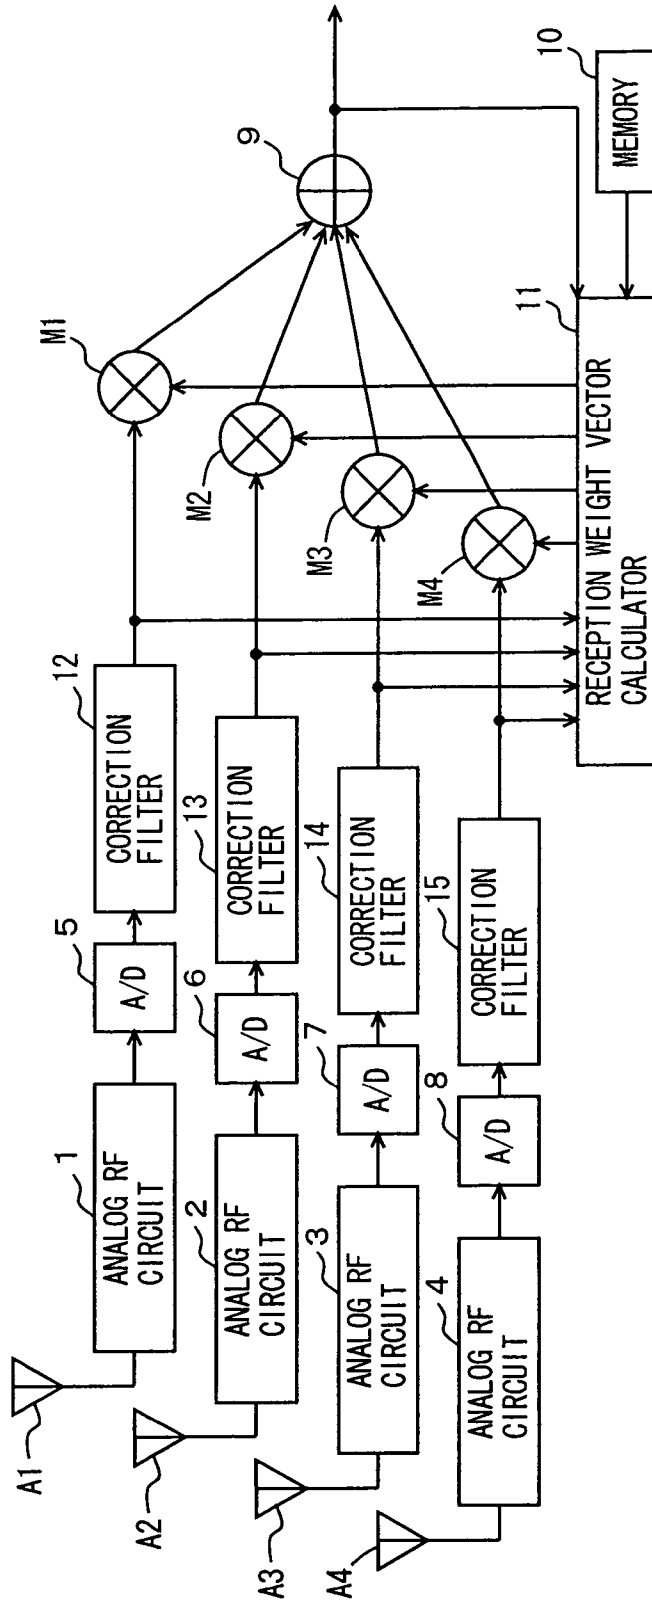 A1
1
ANALOG RF
CIRCUIT
5
A/D
12
CORRECTION
FILTER
M1
A2
2
ANALOG RF
CIRCUIT
6
A/D
13
CORRECTION
FILTER
M2
9
A3
3
ANALOG RF
CIRCUIT
7
A/D
14
CORRECTION
FILTER
M3
A4
4
ANALOG RF
CIRCUIT
8
A/D
15
CORRECTION
FILTER
M4
11
RECEPTION WEIGHT VECTOR
CALCULATOR
10
MEMORY